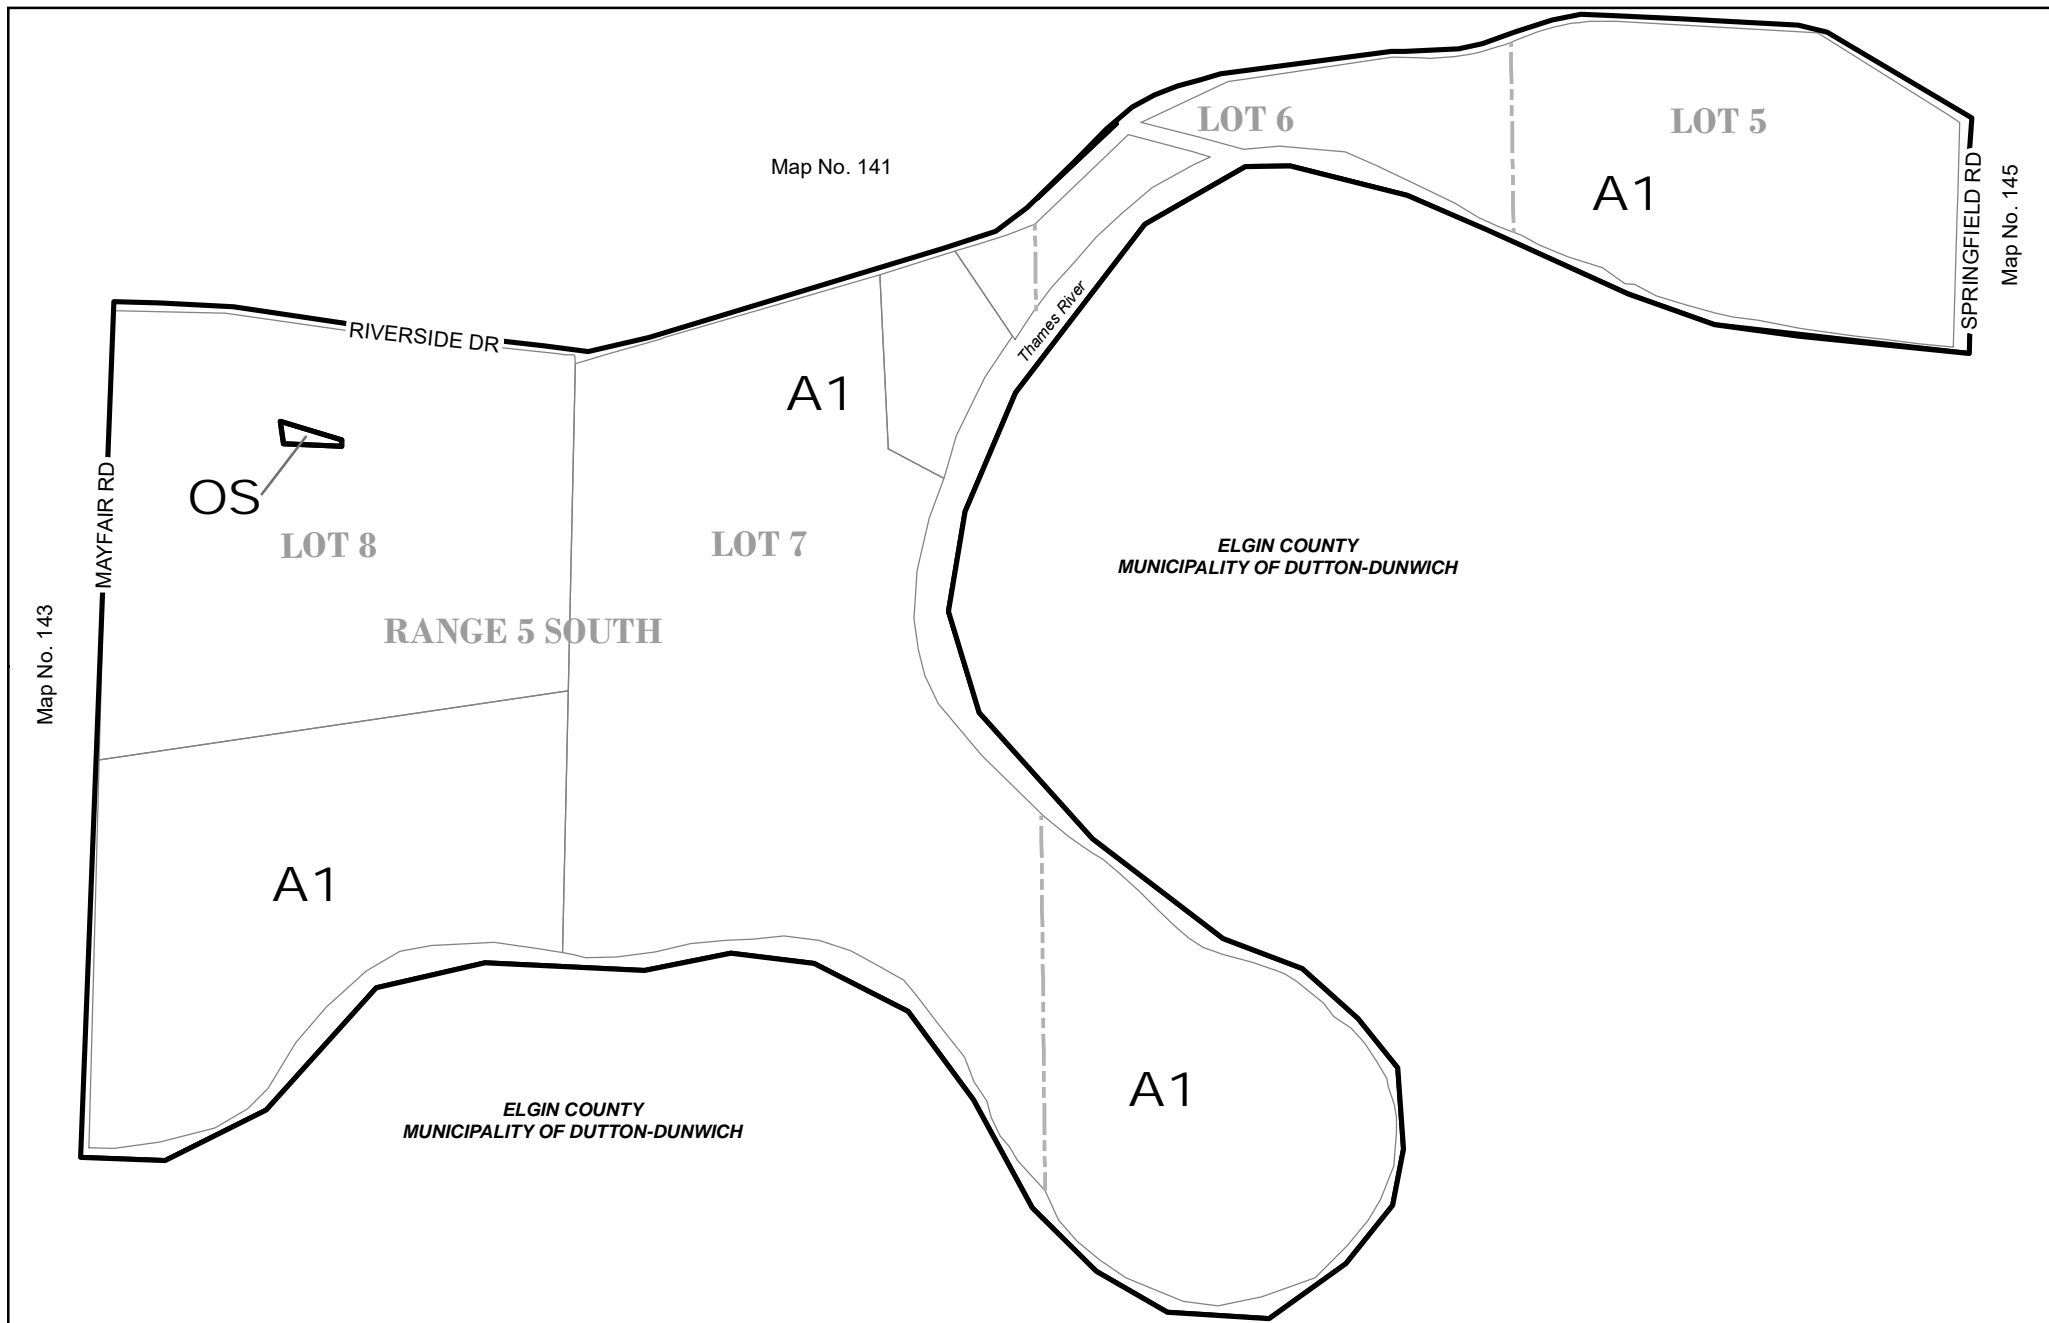 LOT 6
LOT 5
Map No. 141
A1
SPRINGFIELD RD
Map No. 145
RIVERSIDE DR
Thames River
A1
MAYFAIR RD
OS
LOT 8
LOT 7
ELGIN COUNTY
MUNICIPALITY OF DUTTON-DUNWICH
RANGE 5 SOUTH
Map No. 143
A1
A1
ELGIN COUNTY
MUNICIPALITY OF DUTTON-DUNWICH